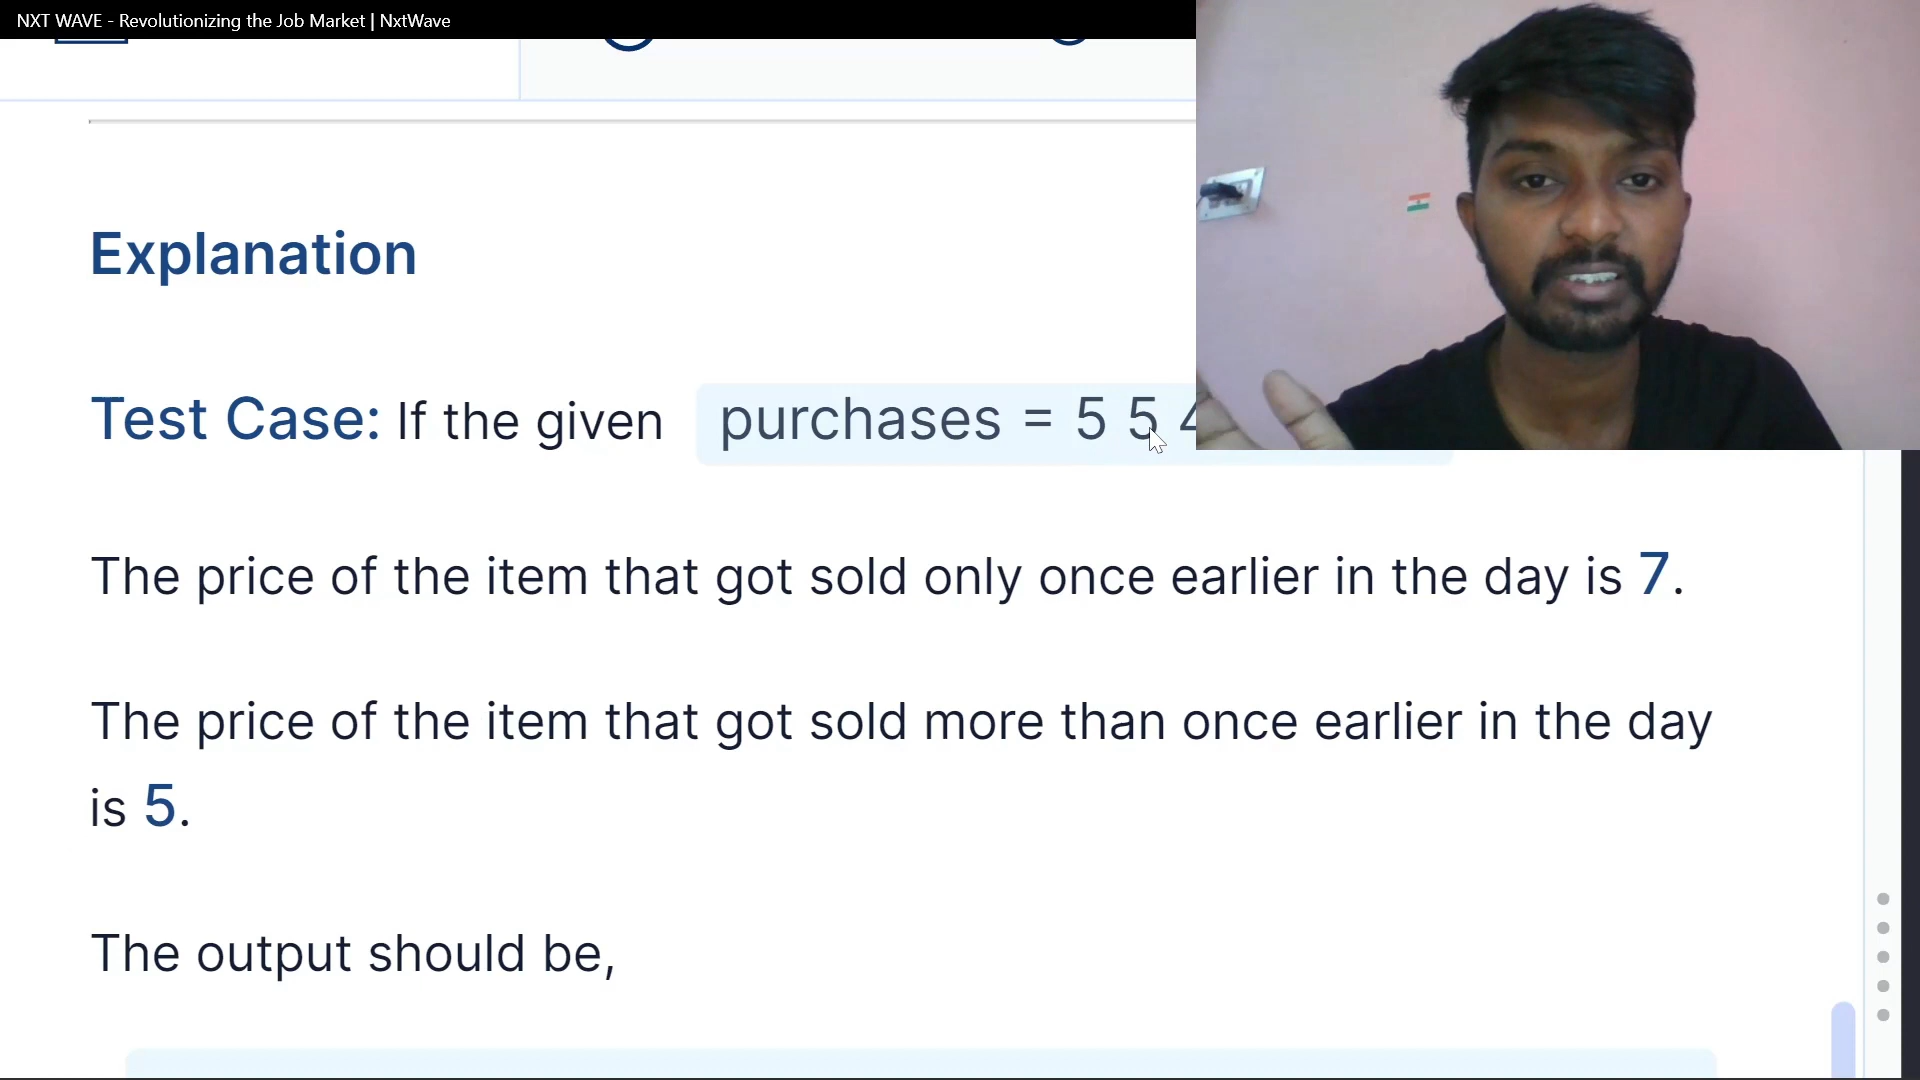 NXT WAVE - Revolutionizing the Job Market | NxtWave
Explanation
Test Case: If the given purchases = 5 5 4
The price of the item that got sold only once earlier in the day is 7.
The price of the item that got sold more than once earlier in the day
is 5.
The output should be,